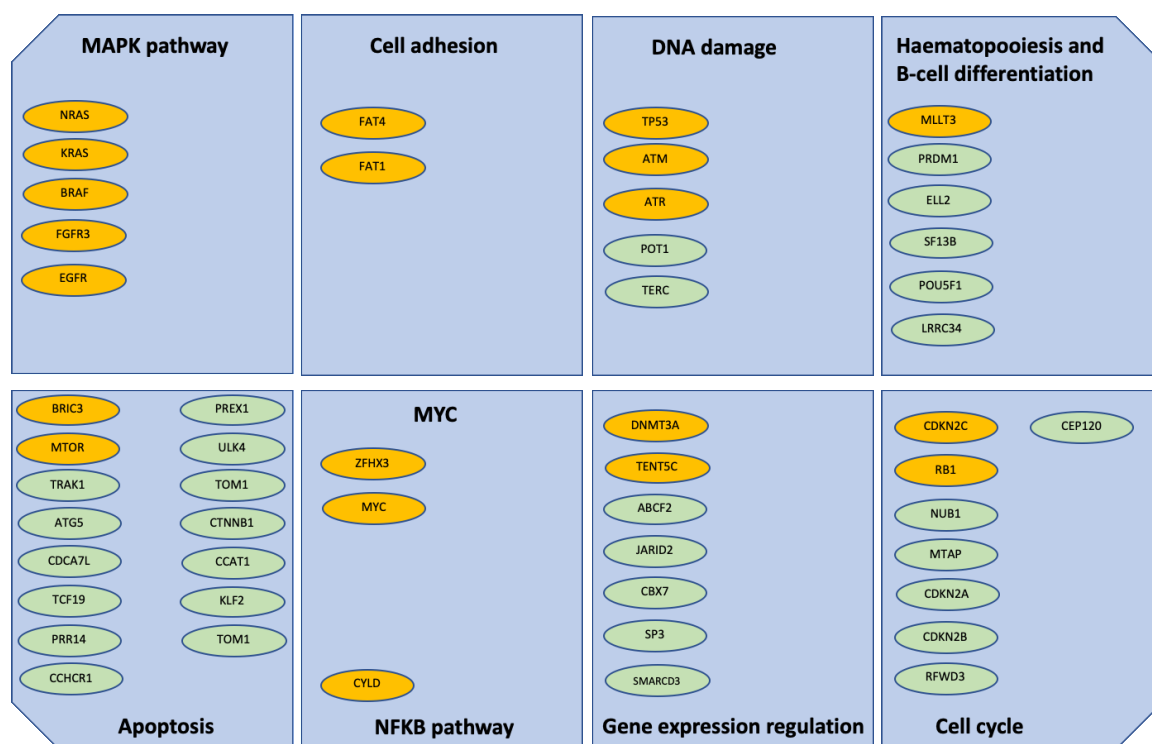 MAPK pathway
NRAS
KRAS
BRAF
FGFR3
EGFR
Cell adhesion
FAT4
FAT1
DNA damage
TP53
ATM
ATR
POT1
TERC
Haematopooiesis and
B-cell differentiation
MLLT3
PRDM1
ELL2
SF13B
POU5F1
LRRC34
BRIC3
MTOR
TRAK1
ATG5
CDCA7L
TCF19
PRR14
CCHCR1
PREX1
ULK4
TOM1
CTNNB1
CCAT1
KLF2
TOM1
Apoptosis
MYC
ZFHX3
MYC
CYLD
NFKB pathway
DNMT3A
TENT5C
ABCF2
JARID2
CBX7
SP3
SMARCD3
Gene expression regulation
CDKN2C
RB1
NUB1
MTAP
CDKN2A
CDKN2B
RFWD3
CEP120
Cell cycle